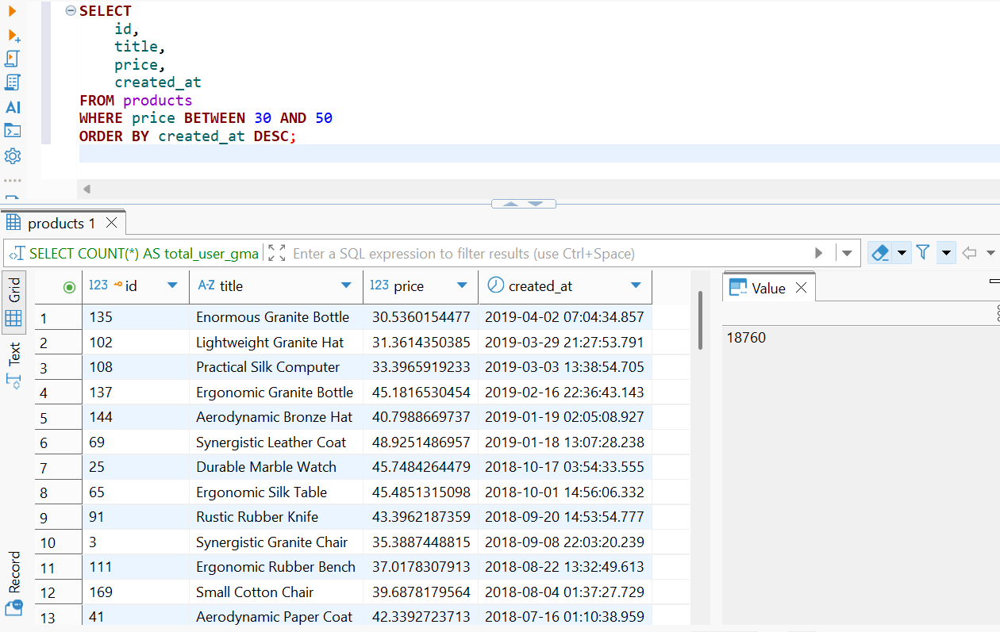 SELECT
id,
title,
price,
created_at
FROM products
WHERE price BETWEEN 30 AND 50
ORDER BY created_at DESC;
AI
products 1
SELECT COUNT(*) AS total_user_gma Enter a SQL expression to filter results (use Ctrl+Space)
Grid
Text
Record
123 id A-Z title 123 price created_at
1 135 Enormous Granite Bottle 30.5360154477 2019-04-02 07:04:34.857
2 102 Lightweight Granite Hat 31.3614350385 2019-03-29 21:27:53.791
3 108 Practical Silk Computer 33.3965919233 2019-03-03 13:38:54.705
4 137 Ergonomic Granite Bottle 45.1816530454 2019-02-16 22:36:43.143
5 144 Aerodynamic Bronze Hat 40.7988669737 2019-01-19 02:05:08.927
6 69 Synergistic Leather Coat 48.9251486957 2019-01-18 13:07:28.238
7 25 Durable Marble Watch 45.7484264479 2018-10-17 03:54:33.555
8 65 Ergonomic Silk Table 45.4851315098 2018-10-01 14:56:06.332
9 91 Rustic Rubber Knife 43.3962187359 2018-09-20 14:53:54.777
10 3 Synergistic Granite Chair 35.3887448815 2018-09-08 22:03:20.239
11 111 Ergonomic Rubber Bench 37.0178307913 2018-08-22 13:32:49.613
12 169 Small Cotton Chair 39.6878179564 2018-08-04 01:37:27.729
13 41 Aerodynamic Paper Coat 42.3392723713 2018-07-16 01:10:38.959
Value
18760